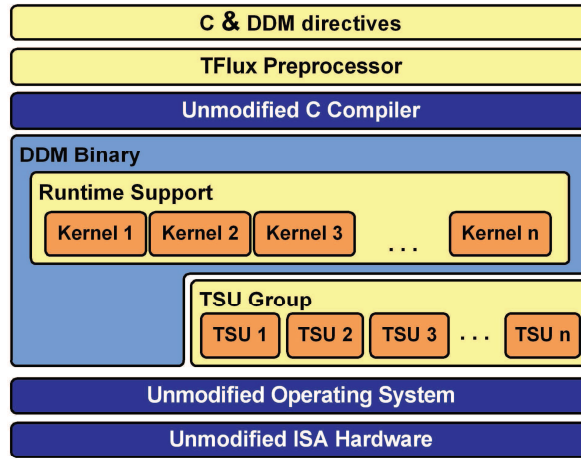 C & DDM directives
TFlux Preprocessor
Unmodified C Compiler
DDM Binary
Runtime Support
Kernel 1 Kernel 2 Kernel 3 . . . Kernel n
TSU Group
TSU 1 TSU 2 TSU 3 . . . TSU n
Unmodified Operating System
Unmodified ISA Hardware